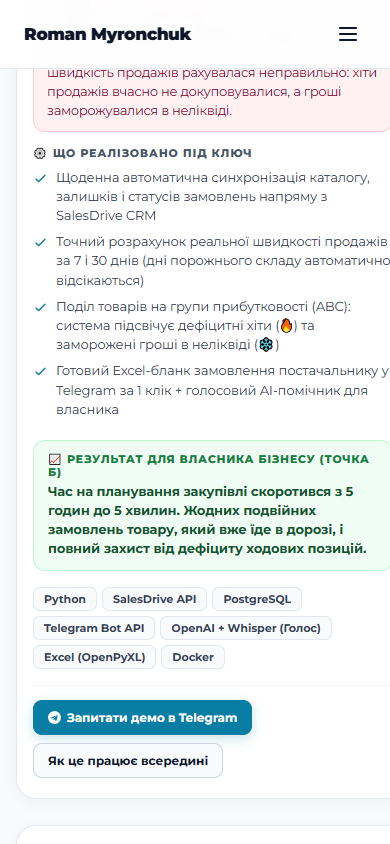 Roman Myronchuk
швидкість продажів рахувалася неправильно: хіти
продажів вчасно не докуповувалися, а гроші
заморожувалися в неліквіді.
ЩО РЕАЛІЗОВАНО ПІД КЛЮЧ
Щоденна автоматична синхронізація каталогу,
залишків і статусів замовлень напряму з
SalesDrive CRM
Точний розрахунок реальної швидкості продажів
за 7 і 30 днів (дні порожнього складу автоматично
відсікаються)
Поділ товарів на групи прибутковості (ABC):
система підсвічує дефіцитні хіти (🔥) та
заморожені гроші в неліквіді (❄️)
Готовий Excel-бланк замовлення постачальнику у
Telegram за 1 клік + голосовий AI-помічник для
власника
📈 РЕЗУЛЬТАТ ДЛЯ ВЛАСНИКА БІЗНЕСУ (ТОЧКА
Б)
Час на планування закупівлі скоротився з 5
годин до 5 хвилин. Жодних подвійних
замовлень товару, який вже їде в дорозі, і
повний захист від дефіциту ходових позицій.
Python
SalesDrive API
PostgreSQL
Telegram Bot API
OpenAI + Whisper (Голос)
Excel (OpenPyXL)
Docker
Запитати демо в Telegram
Як це працює всередині